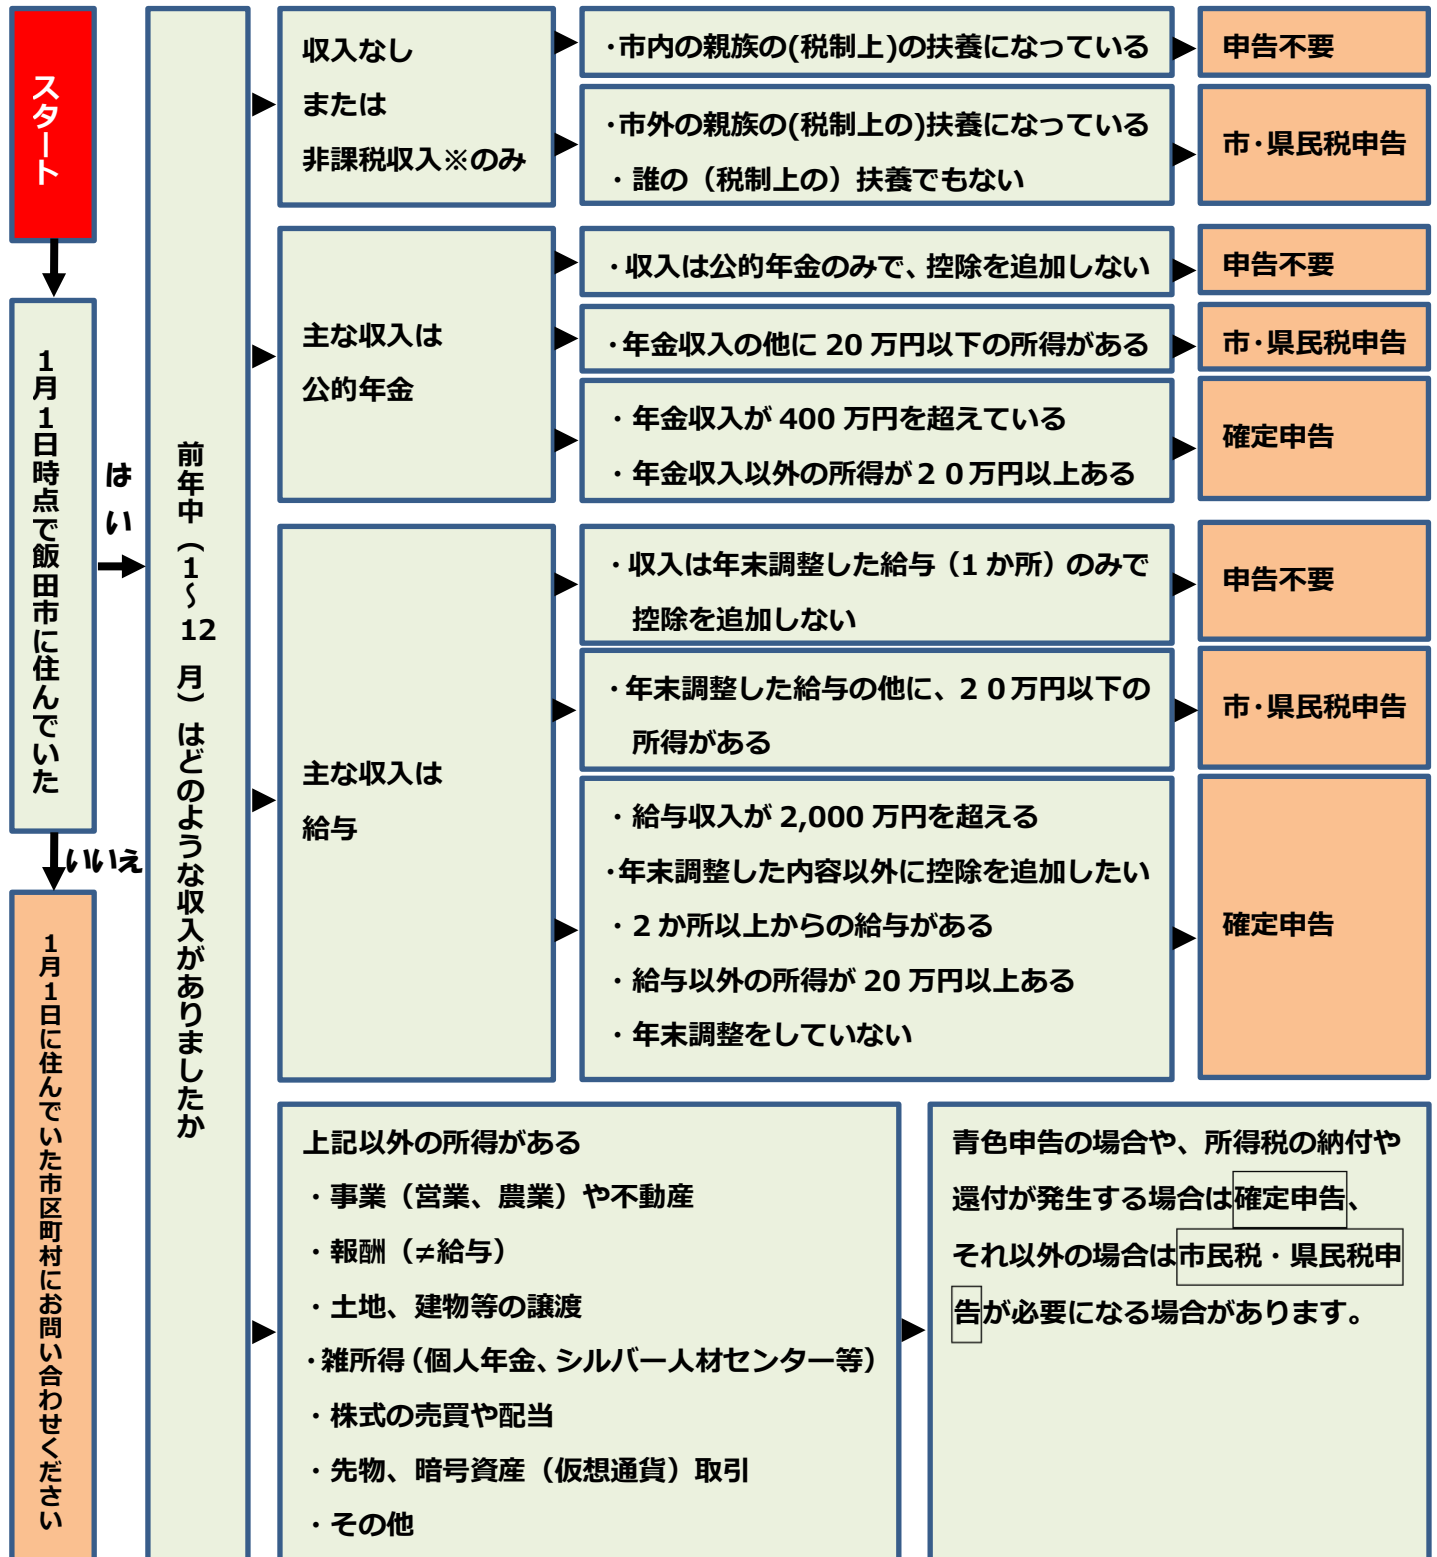 スタート
1月1日時点で飯田市に住んでいた
はい
いいえ
1月1日に住んでいた市区町村にお問い合わせください
前年中（1～12月）はどのような収入がありましたか
収入なし
または
非課税収入※のみ
・市内の親族の(税制上)の扶養になっている
申告不要
・市外の親族の(税制上の)扶養になっている
・誰の（税制上の）扶養でもない
市・県民税申告
主な収入は
公的年金
・収入は公的年金のみで、控除を追加しない
申告不要
・年金収入の他に 20 万円以下の所得がある
市・県民税申告
・年金収入が 400 万円を超えている
・年金収入以外の所得が２０万円以上ある
確定申告
主な収入は
給与
・収入は年末調整した給与（1 か所）のみで
控除を追加しない
申告不要
・年末調整した給与の他に、２０万円以下の
所得がある
市・県民税申告
・給与収入が 2,000 万円を超える
・年末調整した内容以外に控除を追加したい
・2 か所以上からの給与がある
・給与以外の所得が 20 万円以上ある
・年末調整をしていない
確定申告
上記以外の所得がある
・事業（営業、農業）や不動産
・報酬（≠給与）
・土地、建物等の譲渡
・雑所得（個人年金、シルバー人材センター等）
・株式の売買や配当
・先物、暗号資産（仮想通貨）取引
・その他
青色申告の場合や、所得税の納付や
還付が発生する場合は確定申告、
それ以外の場合は市民税・県民税申
告が必要になる場合があります。